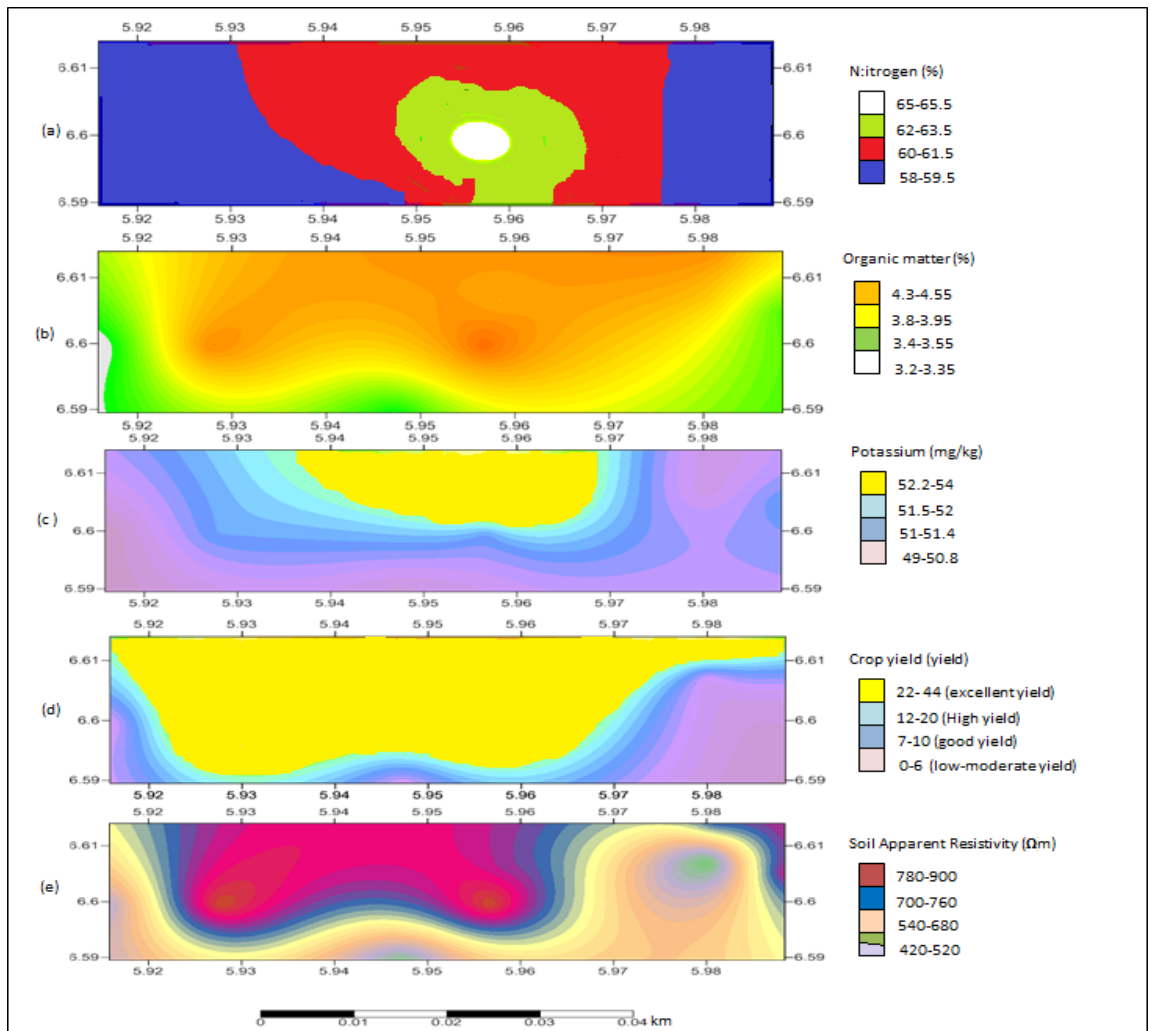 5.92 5.93 5.94 5.95 5.96 5.97 5.98
6.61 6.61
(a) 6.6 6.6
6.59 6.59
5.92 5.93 5.94 5.95 5.96 5.97 5.98
N:itrogen (%)
65-65.5
62-63.5
60-61.5
58-59.5
5.92 5.93 5.94 5.95 5.96 5.97 5.98
6.61 6.61
(b) 6.6 6.6
6.59 6.59
5.92 5.93 5.94 5.95 5.96 5.97 5.98
Organic matter (%)
4.3-4.55
3.8-3.95
3.4-3.55
3.2-3.35
5.92 5.93 5.94 5.95 5.96 5.97 5.98
6.61 6.61
(c ) 6.6 6.6
6.59 6.59
5.92 5.93 5.94 5.95 5.96 5.97 5.98
Potassium (mg/kg)
52.2-54
51.5-52
51-51.4
49-50.8
5.92 5.93 5.94 5.95 5.96 5.97 5.98
6.61 6.61
(d) 6.6 6.6
6.59 6.59
5.92 5.93 5.94 5.95 5.96 5.97 5.98
Crop yield (yield)
22- 44 (excellent yield)
12-20 (High yield)
7-10 (good yield)
0-6 (low-moderate yield)
5.92 5.93 5.94 5.95 5.96 5.97 5.98
6.61 6.61
(e) 6.6 6.6
6.59 6.59
5.92 5.93 5.94 5.95 5.96 5.97 5.98
Soil Apparent Resistivity (Ωm)
780-900
700-760
540-680
420-520
0 0.01 0.02 0.03 0.04 km